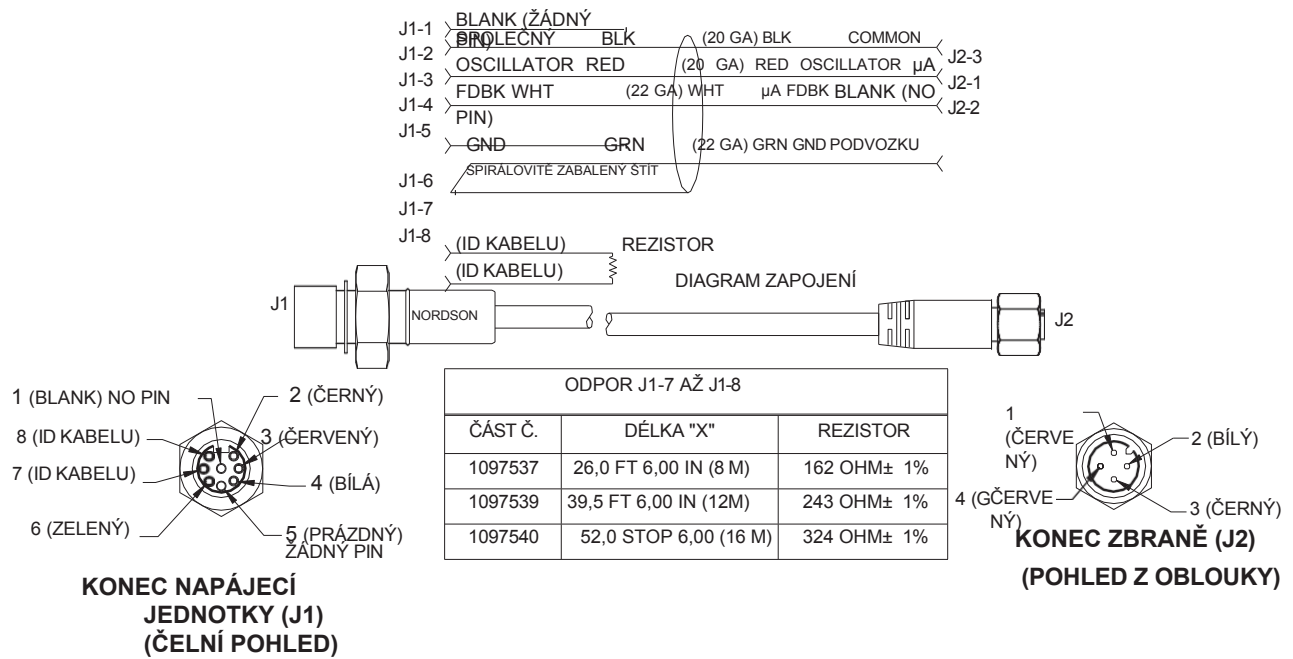 J1-1 BLANK (ŽÁDNÝ
PIN)
J1-2 SPOLEČNÝ BLK (20 GA) BLK COMMON J2-3
J1-3 OSCILLATOR RED (20 GA) RED OSCILLATOR µA J2-1
J1-4 FDBK WHT (22 GA) WHT µA FDBK BLANK (NO J2-2
PIN)
J1-5
GND GRN (22 GA) GRN GND PODVOZKU
J1-6 SPIRÁLOVITĚ ZABALENÝ ŠTÍT
J1-7
J1-8 (ID KABELU) REZISTOR
(ID KABELU)
DIAGRAM ZAPOJENÍ
J1
NORDSON
J2
ODPOR J1-7 AŽ J1-8
ČÁST Č. DÉLKA "X" REZISTOR
1097537 26,0 FT 6,00 IN (8 M) 162 OHM± 1%
1097539 39,5 FT 6,00 IN (12M) 243 OHM± 1%
1097540 52,0 STOP 6,00 (16 M) 324 OHM± 1%
1 (BLANK) NO PIN
2 (ČERNÝ)
8 (ID KABELU)
3 (ČERVENÝ)
7 (ID KABELU)
4 (BÍLÁ)
6 (ZELENÝ)
5 (PRÁZDNÝ)
ŽÁDNÝ PIN
KONEC NAPÁJECÍ
JEDNOTKY (J1)
(ČELNÍ POHLED)
1
(ČERVE
NÝ)
2 (BÍLÝ)
4 (GČERVE
NÝ)
3 (ČERNÝ)
KONEC ZBRANĚ (J2)
(POHLED Z OBLOUKY)